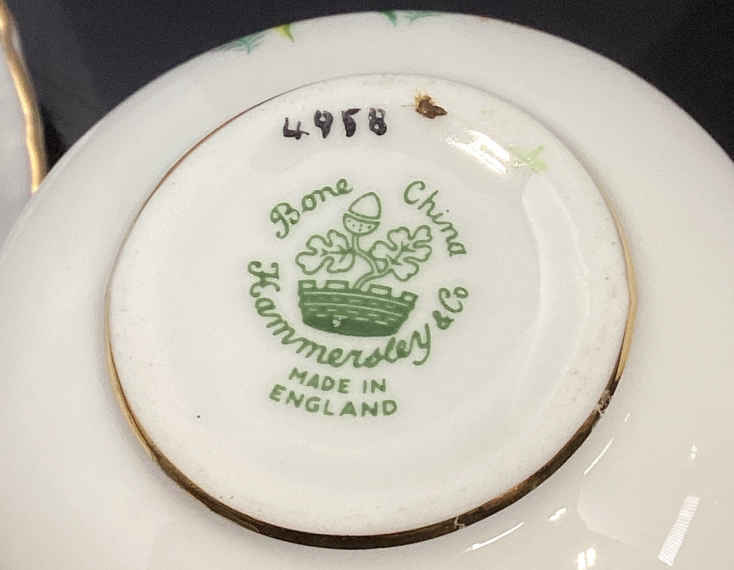 4958
Bone China
Hammersley & Co
MADE IN
ENGLAND